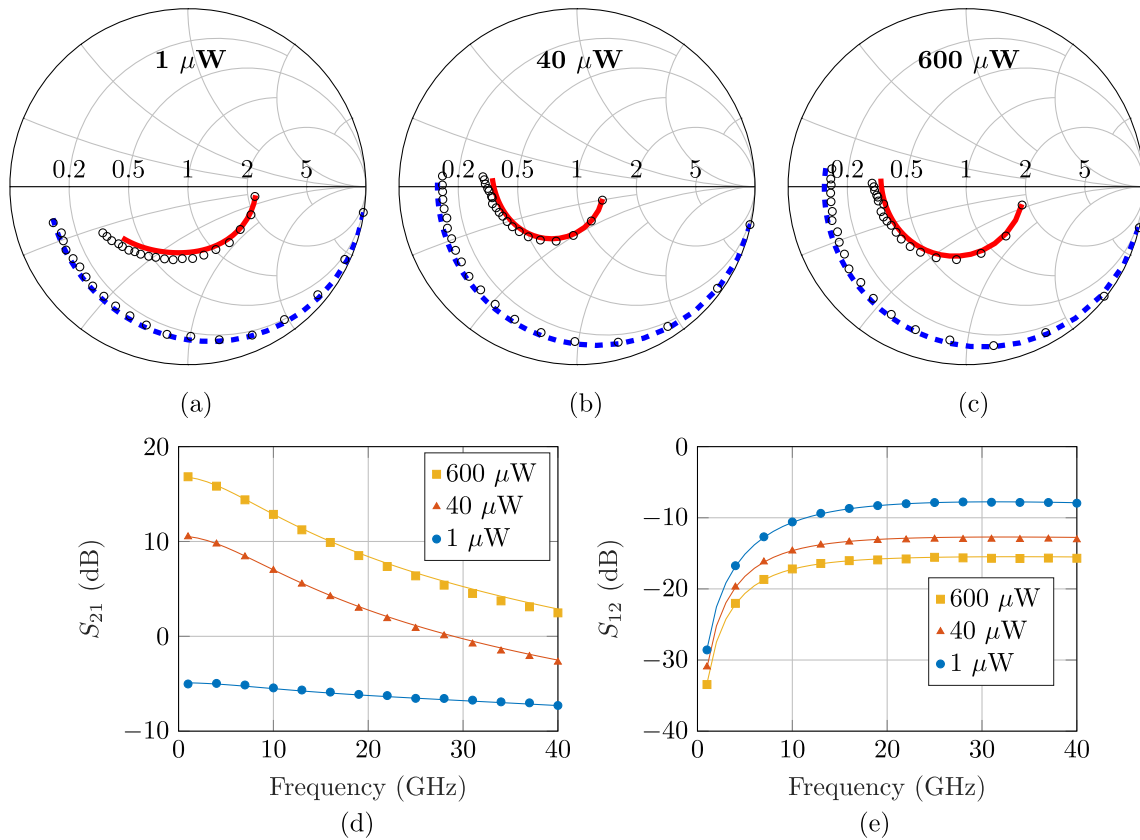 1 μW
40 μW
600 μW
0.2 0.5 1 2 5
0.2 0.5 1 2 5
0.2 0.5 1 2 5
(a)
(b)
(c)
20
10
0
−10
0 10 20 30 40
S21 (dB)
Frequency (GHz)
600 μW
40 μW
1 μW
(d)
0
−10
−20
−30
−40
0 10 20 30 40
S12 (dB)
Frequency (GHz)
600 μW
40 μW
1 μW
(e)